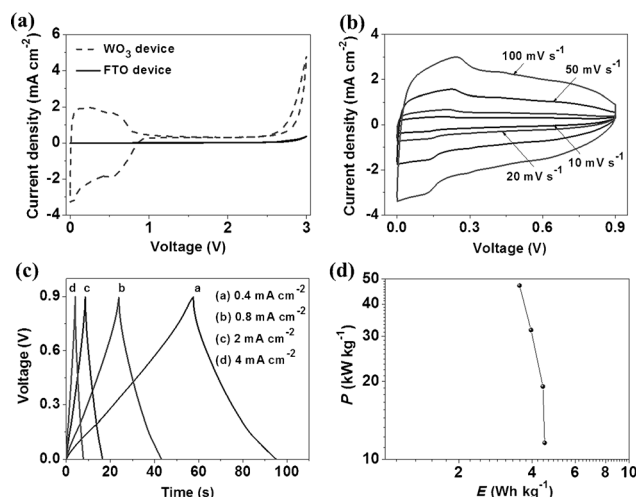 (a)
WO₃ device
FTO device
Current density (mA cm⁻²)
4
2
0
-2
-4
0
1
2
3
Voltage (V)
(b)
100 mV s⁻¹
50 mV s⁻¹
10 mV s⁻¹
20 mV s⁻¹
Current density (mA cm⁻²)
4
2
0
-2
-4
0.0
0.3
0.6
0.9
Voltage (V)
(c)
d c b a
(a) 0.4 mA cm⁻²
(b) 0.8 mA cm⁻²
(c) 2 mA cm⁻²
(d) 4 mA cm⁻²
Voltage (V)
0.9
0.6
0.3
0.0
0 20 40 60 80 100
Time (s)
(d)
P (kW kg⁻¹)
50
40
30
20
10
2 4 6 8 10
E (Wh kg⁻¹)